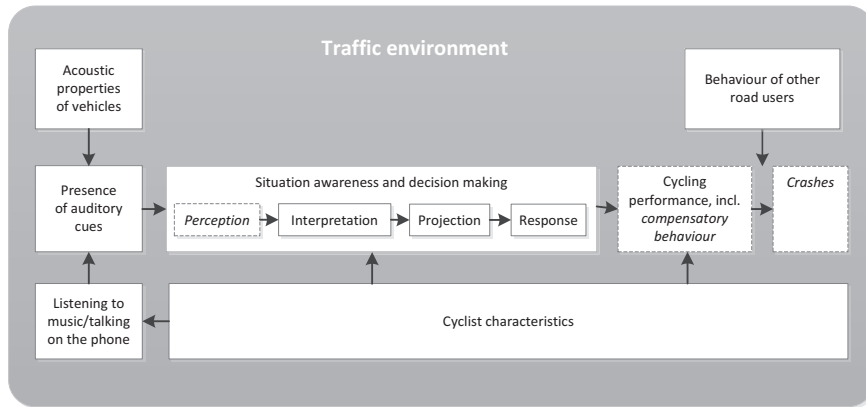 Traffic environment
Acoustic
properties
of vehicles
Behaviour of other
road users
Presence
of auditory
cues
Situation awareness and decision making
Perception
Interpretation
Projection
Response
Cycling
performance, incl.
compensatory
behaviour
Crashes
Listening to
music/talking
on the phone
Cyclist characteristics